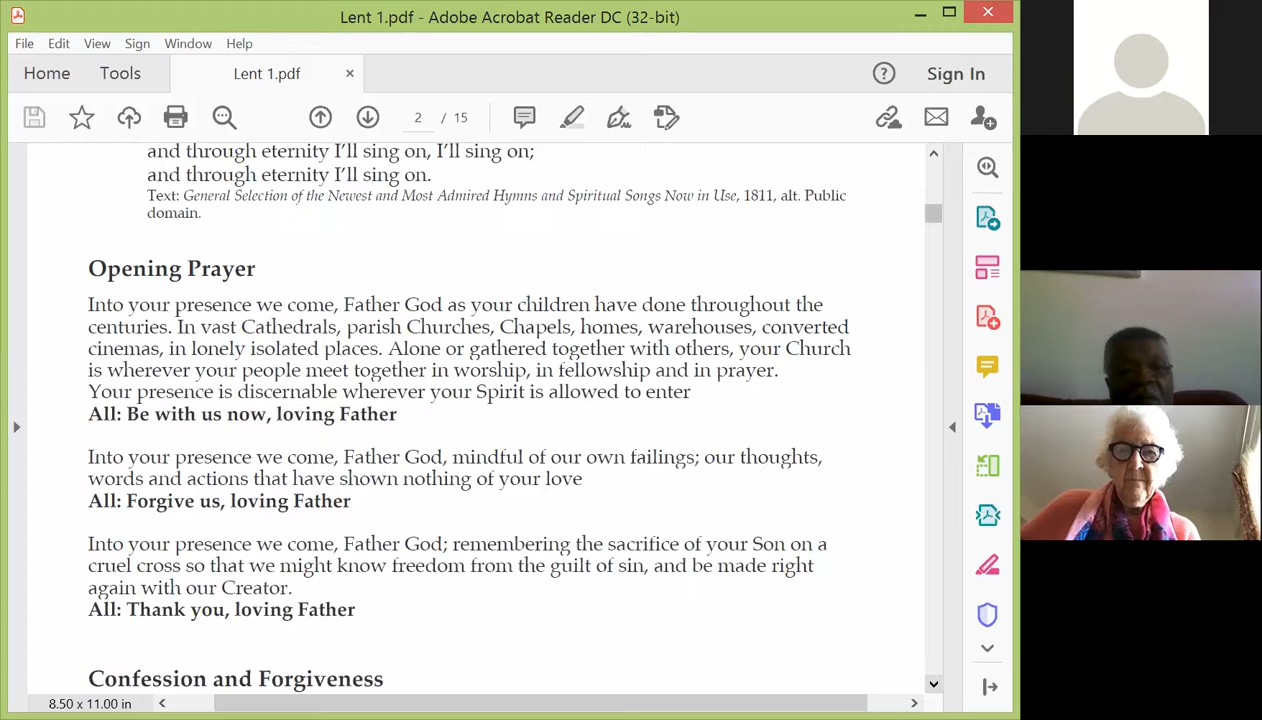 Lent 1.pdf - Adobe Acrobat Reader DC (32-bit)
File Edit View Sign Window Help
Home Tools Lent 1.pdf × Sign In
2 / 15
and through eternity I'll sing on, I'll sing on;
and through eternity I'll sing on.
Text: General Selection of the Newest and Most Admired Hymns and Spiritual Songs Now in Use, 1811, alt. Public
domain.
Opening Prayer
Into your presence we come, Father God as your children have done throughout the
centuries. In vast Cathedrals, parish Churches, Chapels, homes, warehouses, converted
cinemas, in lonely isolated places. Alone or gathered together with others, your Church
is wherever your people meet together in worship, in fellowship and in prayer.
Your presence is discernable wherever your Spirit is allowed to enter
All: Be with us now, loving Father
Into your presence we come, Father God, mindful of our own failings; our thoughts,
words and actions that have shown nothing of your love
All: Forgive us, loving Father
Into your presence we come, Father God; remembering the sacrifice of your Son on a
cruel cross so that we might know freedom from the guilt of sin, and be made right
again with our Creator.
All: Thank you, loving Father
Confession and Forgiveness
8.50 x 11.00 in